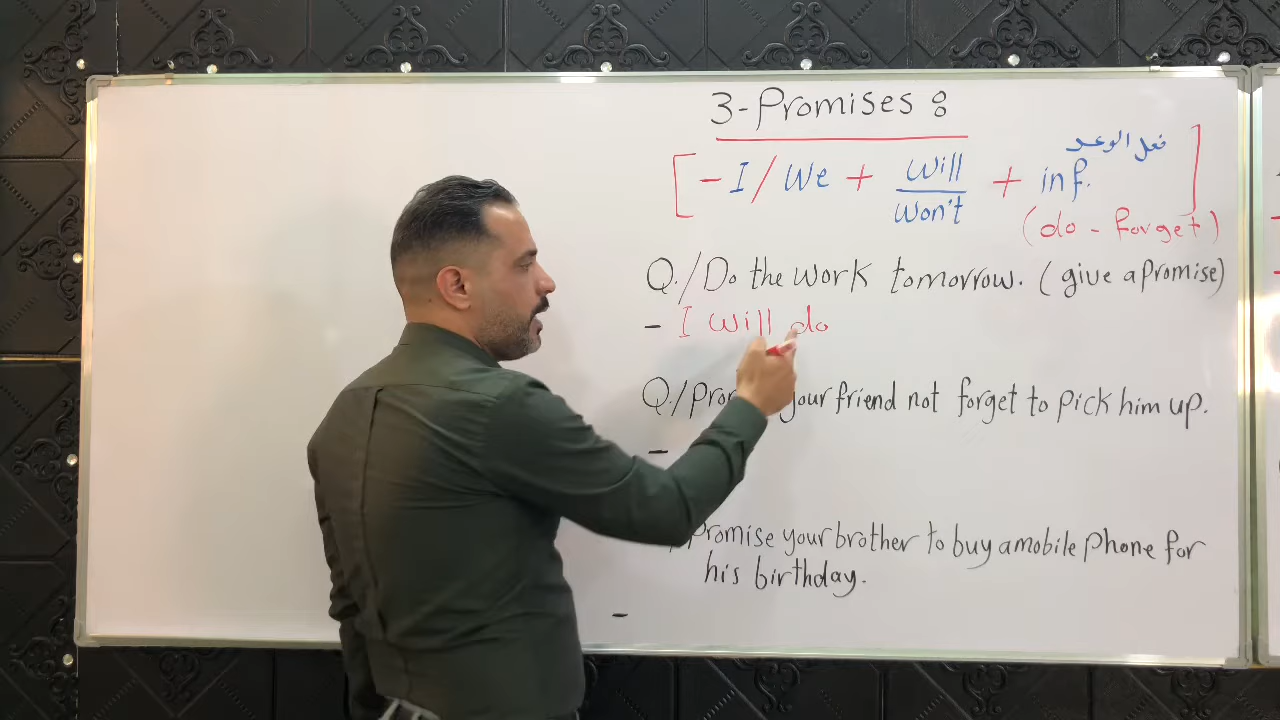 3-Promises :
فعل الوعد
[ - I / We + will / won't + inf. ]
(do - forget)
Q./Do the work tomorrow. (give a promise)
- I will do
Q./ your friend not forget to pick him up.
-
Promise your brother to buy a mobile phone for
his birthday.
-